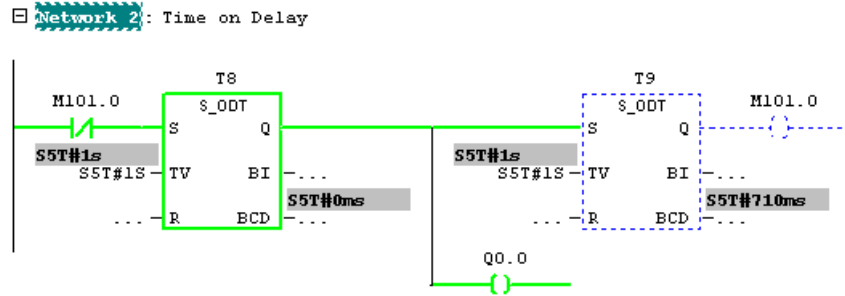 Network 2: Time on Delay
T8 T9
M101.0 S_ODT S_ODT M101.0
S Q S Q
S5T#1s S5T#1s
S5T#1S TV BI ... S5T#1S TV BI ...
S5T#0ms S5T#710ms
... R BCD ... ... R BCD ...
Q0.0